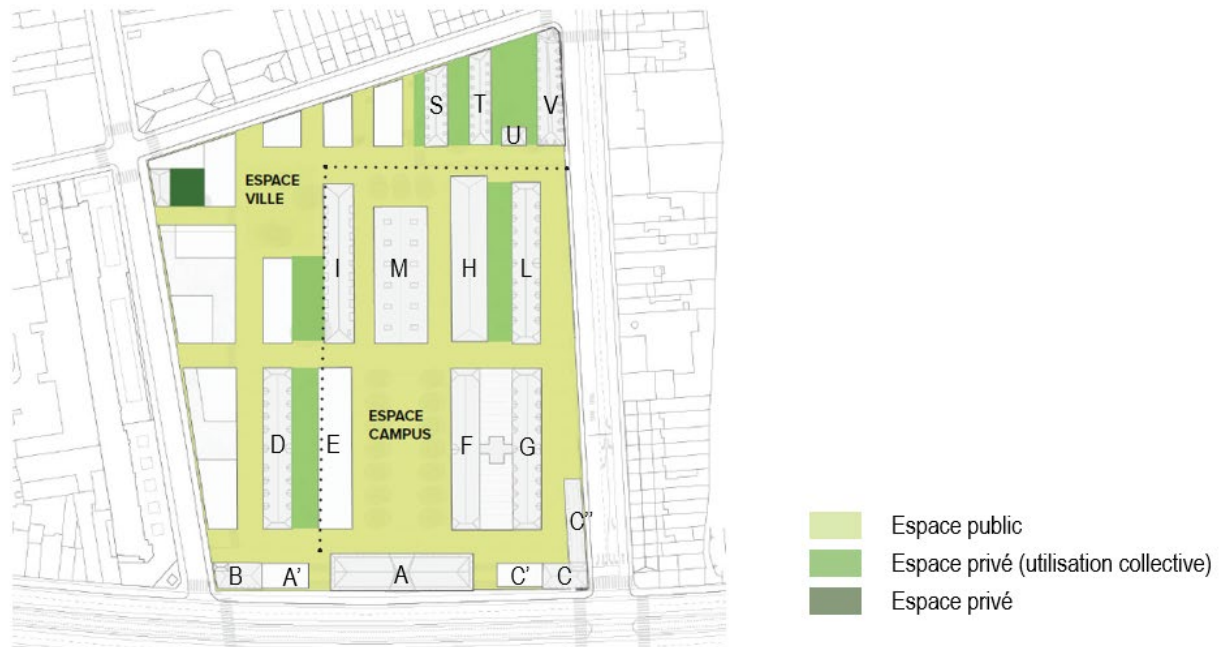 S T V
U
ESPACE
VILLE
I M H L
ESPACE
CAMPUS
D E F G
C''
B A' A C' C
Espace public
Espace privé (utilisation collective)
Espace privé